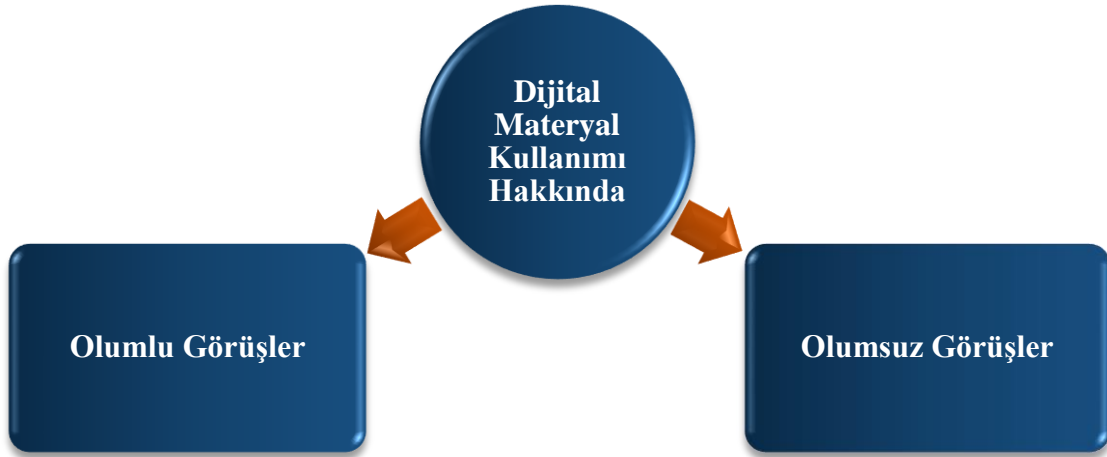 Dijital
Materyal
Kullanımı
Hakkında
Olumlu Görüşler
Olumsuz Görüşler